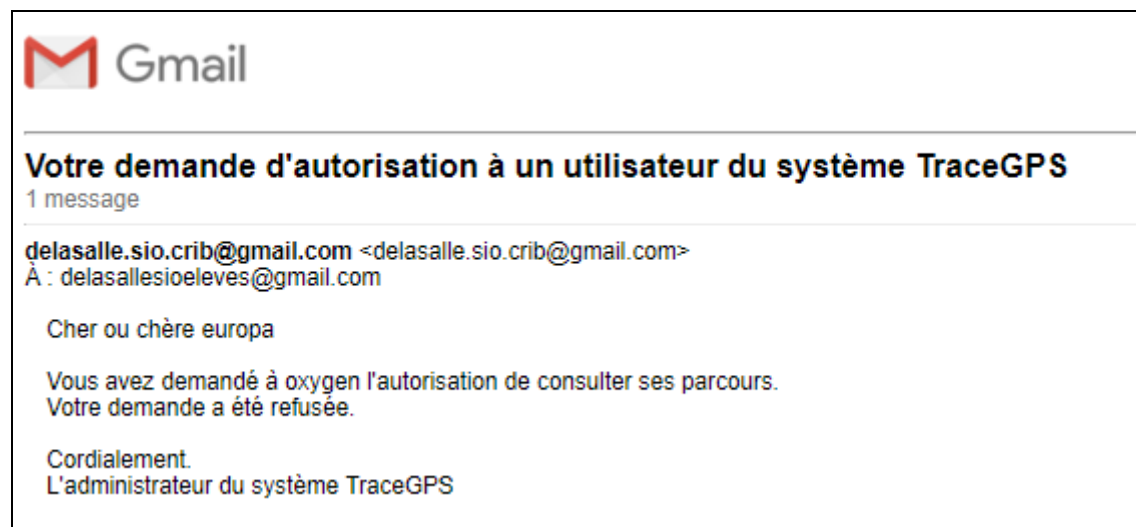 Gmail
Votre demande d'autorisation à un utilisateur du système TraceGPS
1 message
delasalle.sio.crib@gmail.com <delasalle.sio.crib@gmail.com>
À : delasallesioeleves@gmail.com
Cher ou chère europa
Vous avez demandé à oxygen l'autorisation de consulter ses parcours.
Votre demande a été refusée.
Cordialement.
L'administrateur du système TraceGPS